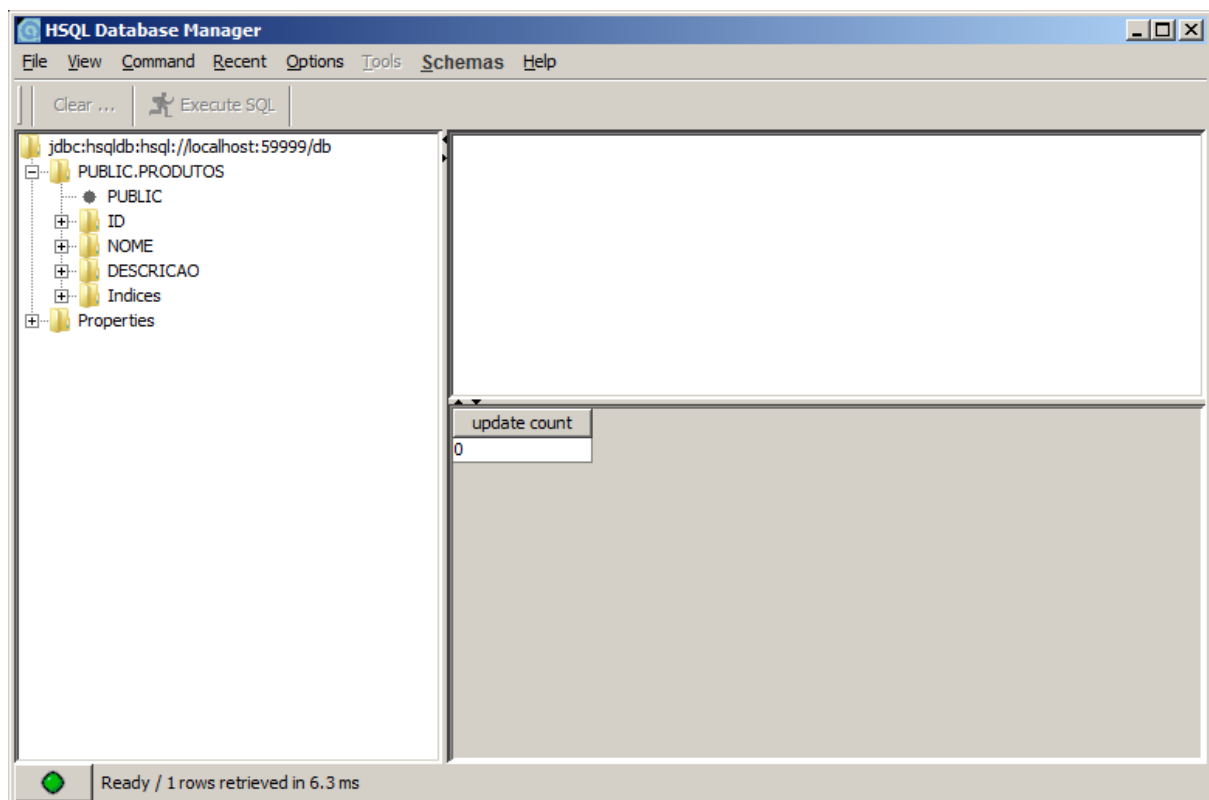 HSQL Database Manager
File View Command Recent Options Tools Schemas Help
Clear ... Execute SQL
jdbc:hsqldb:hsql://localhost:59999/db
PUBLIC.PRODUTOS
PUBLIC
ID
NOME
DESCRICAO
Indices
Properties
update count
0
Ready / 1 rows retrieved in 6.3 ms